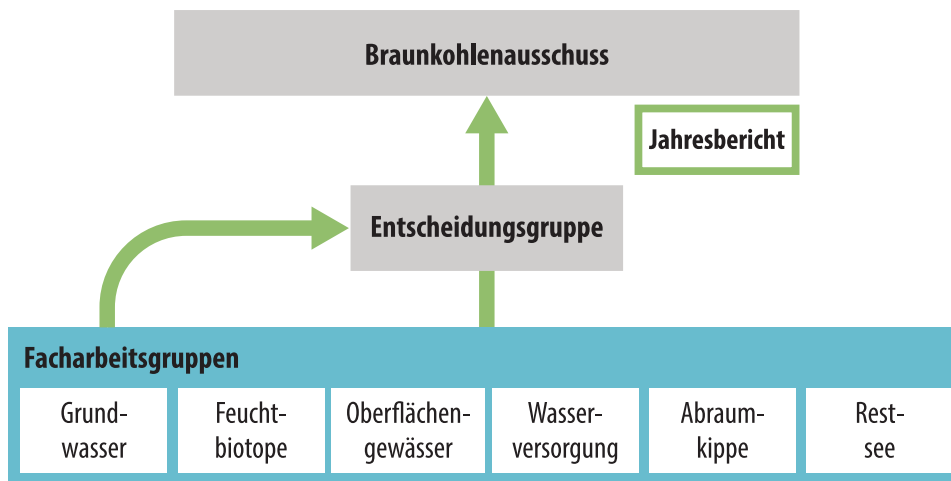 Braunkohlenausschuss
Jahresbericht
Entscheidungsgruppe
Facharbeitsgruppen
Grund-
wasser
Feucht-
biotope
Oberflächen-
gewässer
Wasser-
versorgung
Abraum-
kippe
Rest-
see